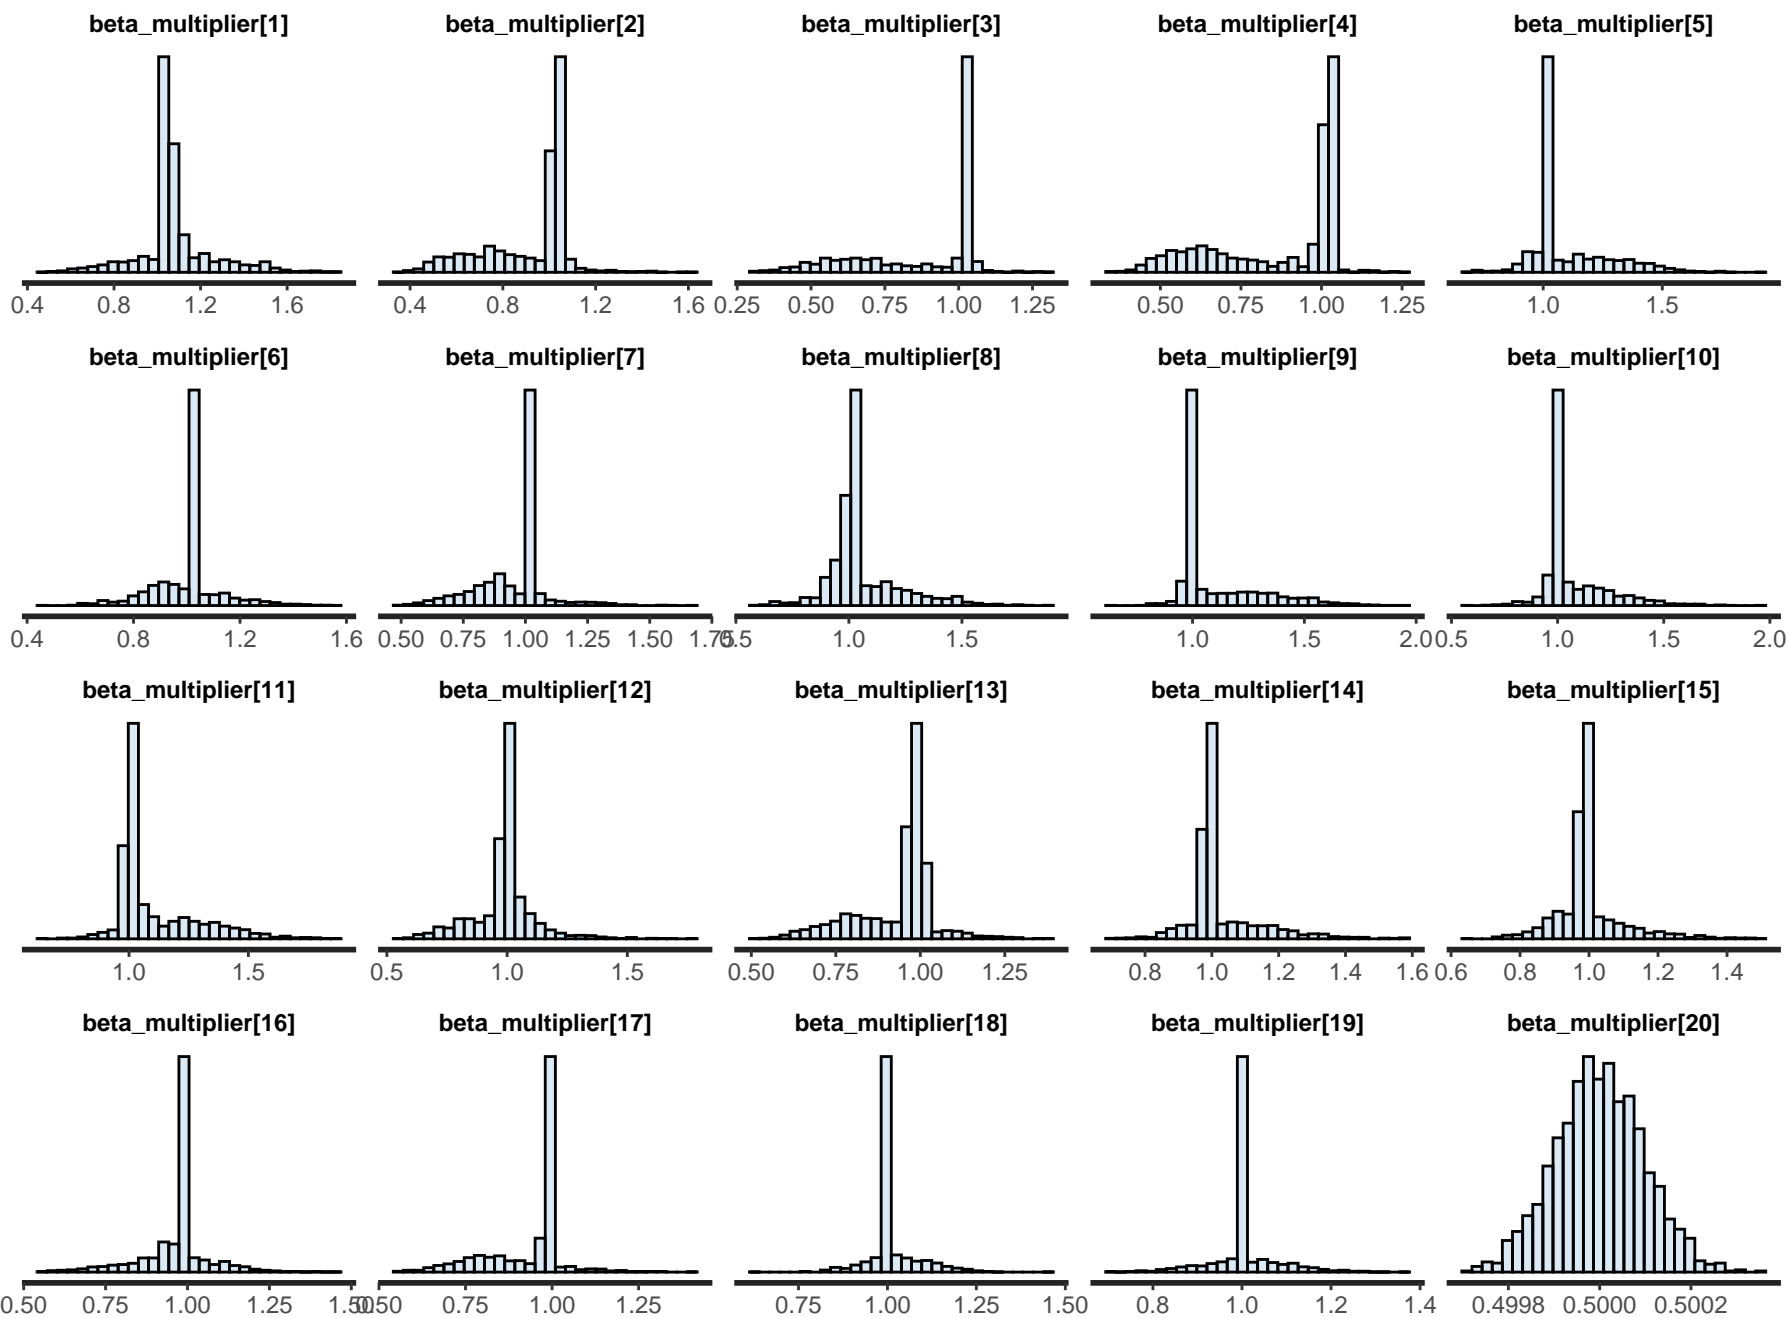 beta_multiplier[1] beta_multiplier[2] beta_multiplier[3] beta_multiplier[4] beta_multiplier[5]
0.4 0.8 1.2 1.6 0.4 0.8 1.2 1.6 0.25 0.50 0.75 1.00 1.25 0.50 0.75 1.00 1.25 1.0 1.5
beta_multiplier[6] beta_multiplier[7] beta_multiplier[8] beta_multiplier[9] beta_multiplier[10]
0.4 0.8 1.2 1.6 0.50 0.75 1.00 1.25 1.50 1.75 0.5 1.0 1.5 1.0 1.5 2.0 0.5 1.0 1.5 2.0
beta_multiplier[11] beta_multiplier[12] beta_multiplier[13] beta_multiplier[14] beta_multiplier[15]
1.0 1.5 0.5 1.0 1.5 0.50 0.75 1.00 1.25 0.8 1.0 1.2 1.4 1.6 0.6 0.8 1.0 1.2 1.4
beta_multiplier[16] beta_multiplier[17] beta_multiplier[18] beta_multiplier[19] beta_multiplier[20]
0.50 0.75 1.00 1.25 1.50 0.50 0.75 1.00 1.25 0.75 1.00 1.25 1.50 0.8 1.0 1.2 1.4 0.4998 0.5000 0.5002